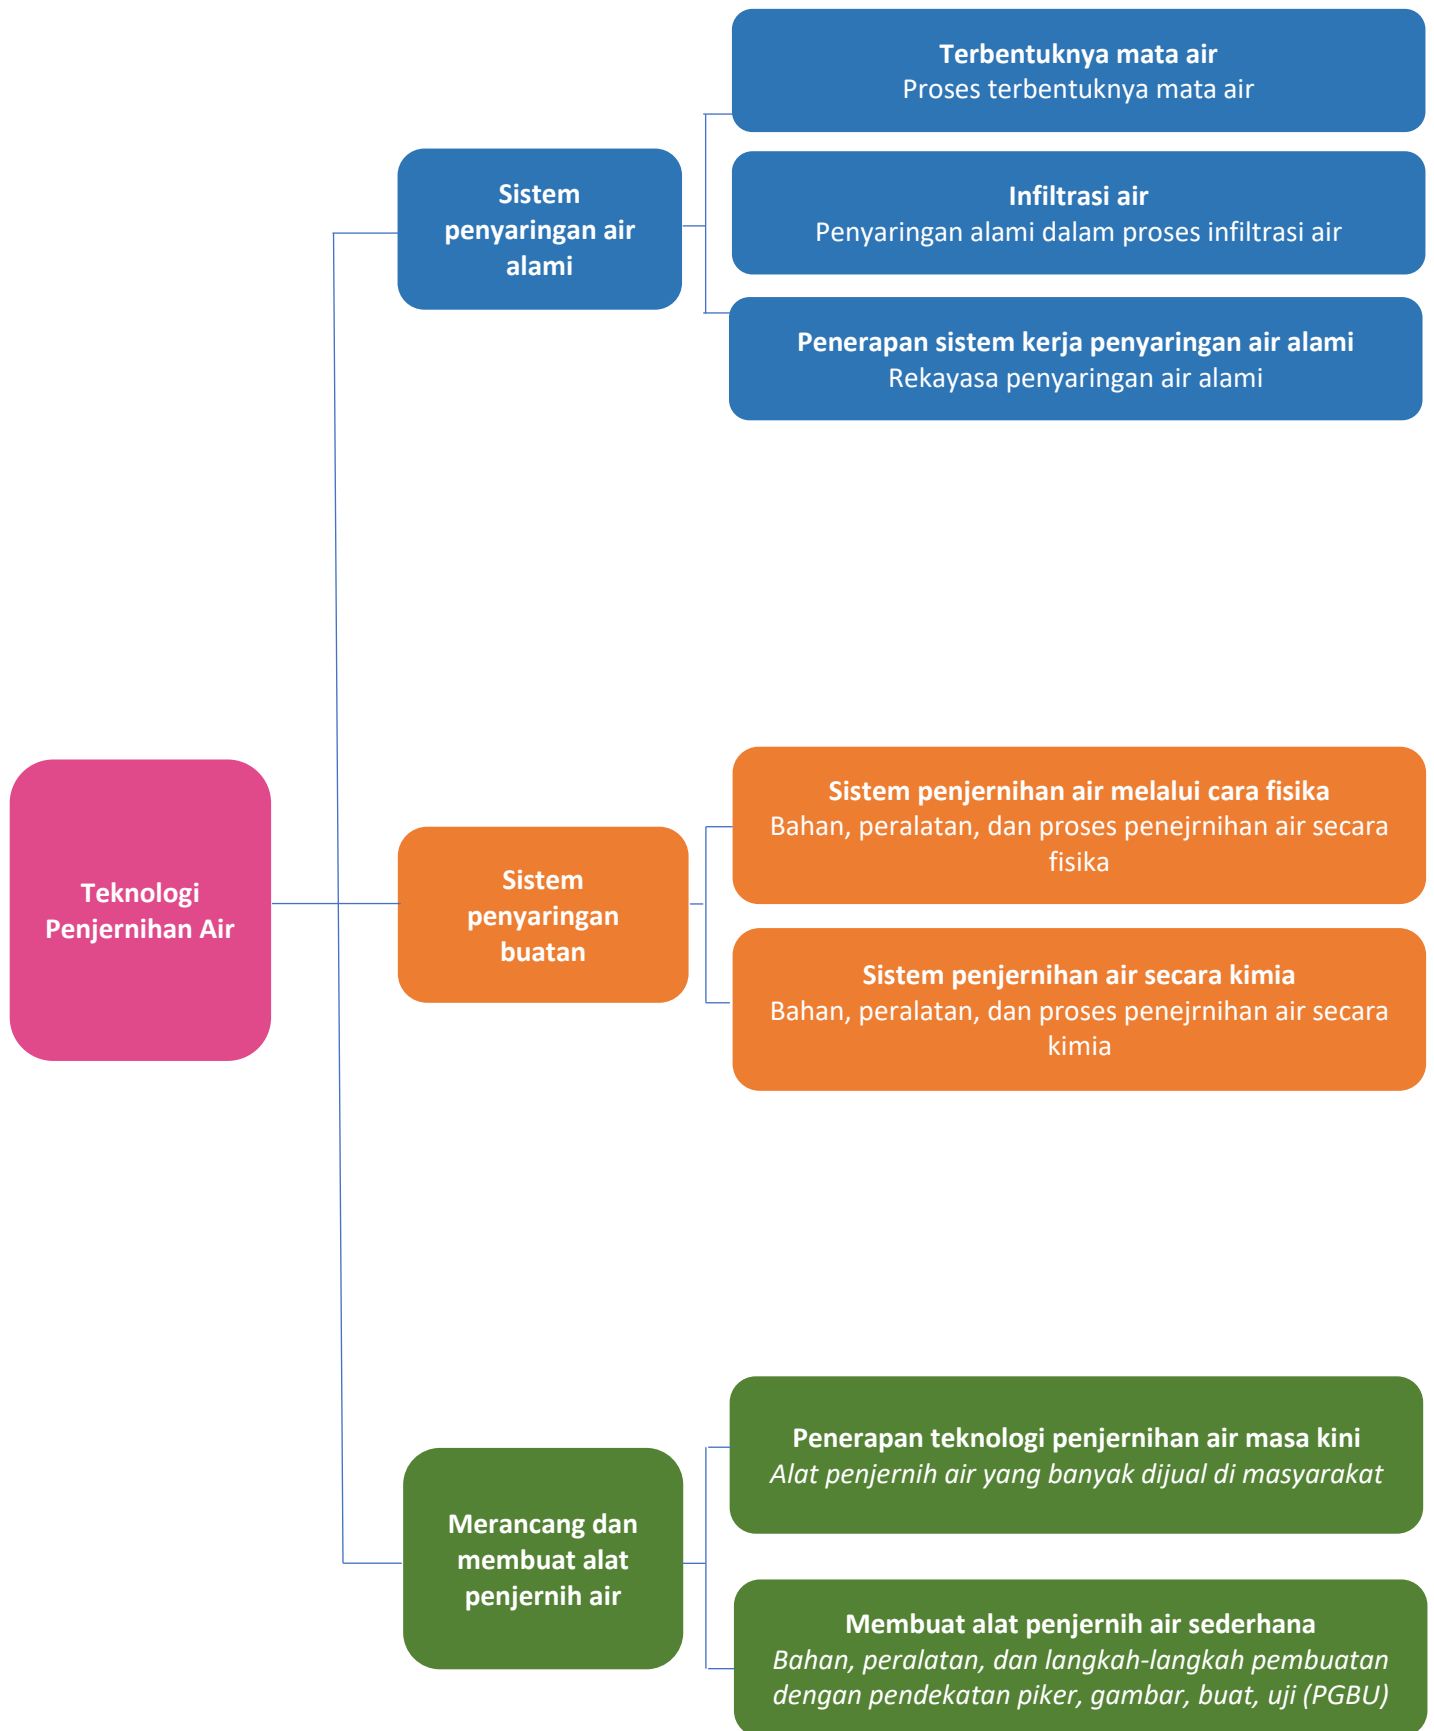 Terbentuknya mata air
Proses terbentuknya mata air
Sistem
penyaringan air
alami
Infiltrasi air
Penyaringan alami dalam proses infiltrasi air
Penerapan sistem kerja penyaringan air alami
Rekayasa penyaringan air alami
Teknologi
Penjernihan Air
Sistem
penyaringan
buatan
Sistem penjernihan air melalui cara fisika
Bahan, peralatan, dan proses penejrnihan air secara
fisika
Sistem penjernihan air secara kimia
Bahan, peralatan, dan proses penejrnihan air secara
kimia
Merancang dan
membuat alat
penjernih air
Penerapan teknologi penjernihan air masa kini
Alat penjernih air yang banyak dijual di masyarakat
Membuat alat penjernih air sederhana
Bahan, peralatan, dan langkah-langkah pembuatan
dengan pendekatan piker, gambar, buat, uji (PGBU)